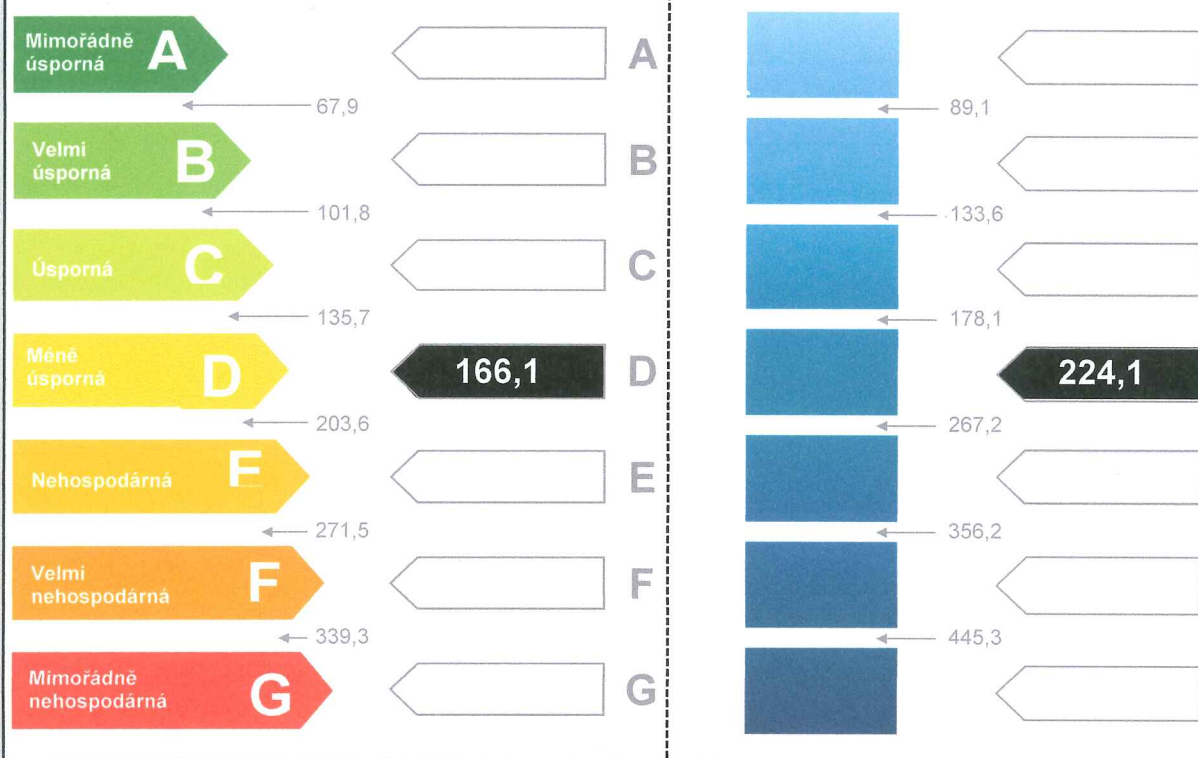 Mimořádně
úsporná
A
A
67,9
89,1
Velmi
úsporná
B
B
101,8
133,6
Úsporná
C
C
135,7
178,1
Méně
úsporná
D
166,1
D
224,1
203,6
267,2
Nehospodárná
E
E
271,5
356,2
Velmi
nehospodárná
F
F
339,3
445,3
Mimořádně
nehospodárná
G
G